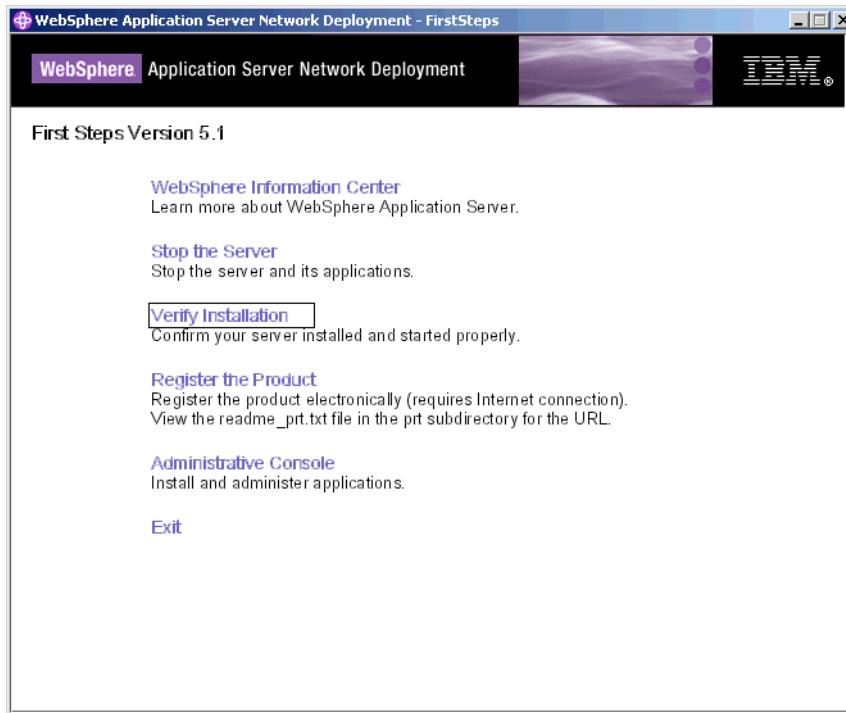 WebSphere Application Server Network Deployment - FirstSteps
WebSphere. Application Server Network Deployment
IBM®
First Steps Version 5.1
WebSphere Information Center
Learn more about WebSphere Application Server.
Stop the Server
Stop the server and its applications.
Verify Installation
Confirm your server installed and started properly.
Register the Product
Register the product electronically (requires Internet connection).
View the readme_prt.txt file in the prt subdirectory for the URL.
Administrative Console
Install and administer applications.
Exit